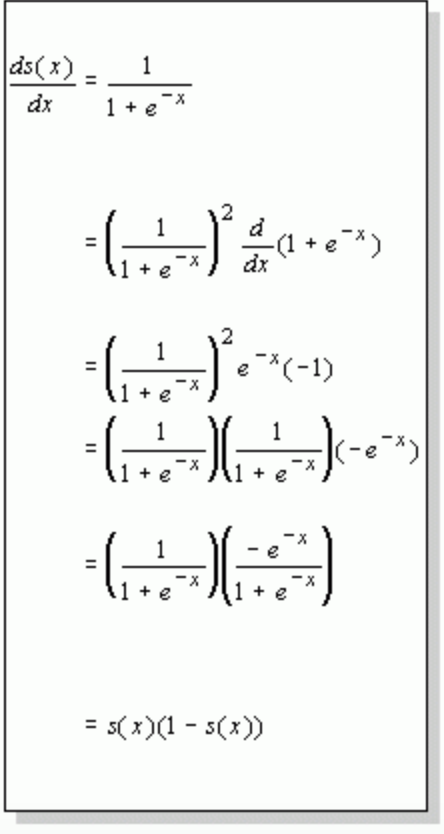 ds(x)/dx = 1/(1 + e^{-x})
= (1/(1 + e^{-x}))^2 d/dx (1 + e^{-x})
= (1/(1 + e^{-x}))^2 e^{-x}(-1)
= (1/(1 + e^{-x}))(1/(1 + e^{-x}))(-e^{-x})
= (1/(1 + e^{-x}))(-e^{-x}/(1 + e^{-x}))
= s(x)(1 - s(x))